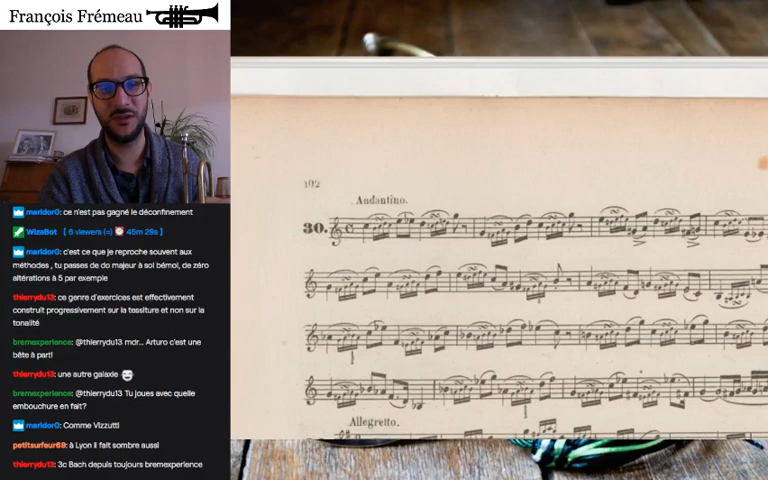 François Frémeau
maridor0: ce n'est pas gagné le déconfinement
WizeBot [ 6 viewers (=) ⏰ 45m 29s ]
maridor0: c'est ce que je reproche souvent aux
méthodes , tu passes de do majeur à sol bémol, de zéro
altérations à 5 par exemple
thierrydu13: ce genre d'exercices est effectivement
construit progressivement sur la tessiture et non sur la
tonalité
bremexperience: @thierrydu13 mdr... Arturo c'est une
bête à part!
thierrydu13: une autre galaxie
bremexperience: @thierrydu13 Tu joues avec quelle
embouchure en fait?
maridor0: Comme Vizzutti
petitsurfeur69: à Lyon il fait sombre aussi
thierrydu13: 3c Bach depuis toujours bremexperience
102
Andantino.
30.
Allegretto.